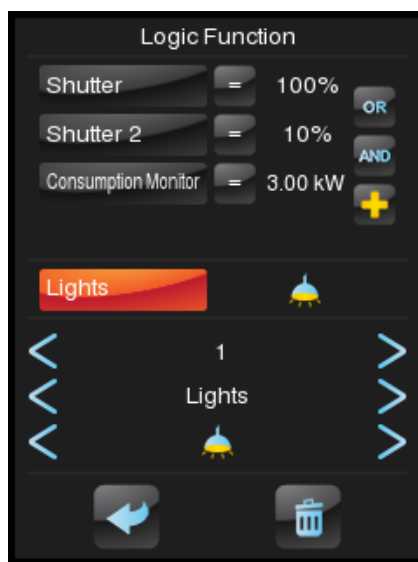 Logic Function
Shutter = 100%
OR
Shutter 2 = 10%
AND
Consumption Monitor = 3.00 kW
Lights
1
Lights